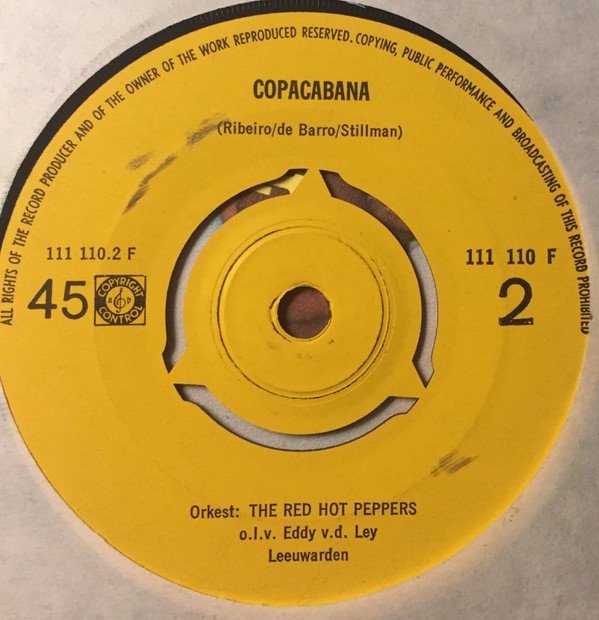 ALL RIGHTS OF THE RECORD PRODUCER AND OF THE OWNER OF THE WORK REPRODUCED RESERVED. COPYING, PUBLIC PERFORMANCE AND BROADCASTING OF THIS RECORD PROHIBITED
COPACABANA
(Ribeiro/de Barro/Stillman)
111 110.2 F
111 110 F
45
COPYRIGHT
CONTROL
2
Orkest: THE RED HOT PEPPERS
o.l.v. Eddy v.d. Ley
Leeuwarden